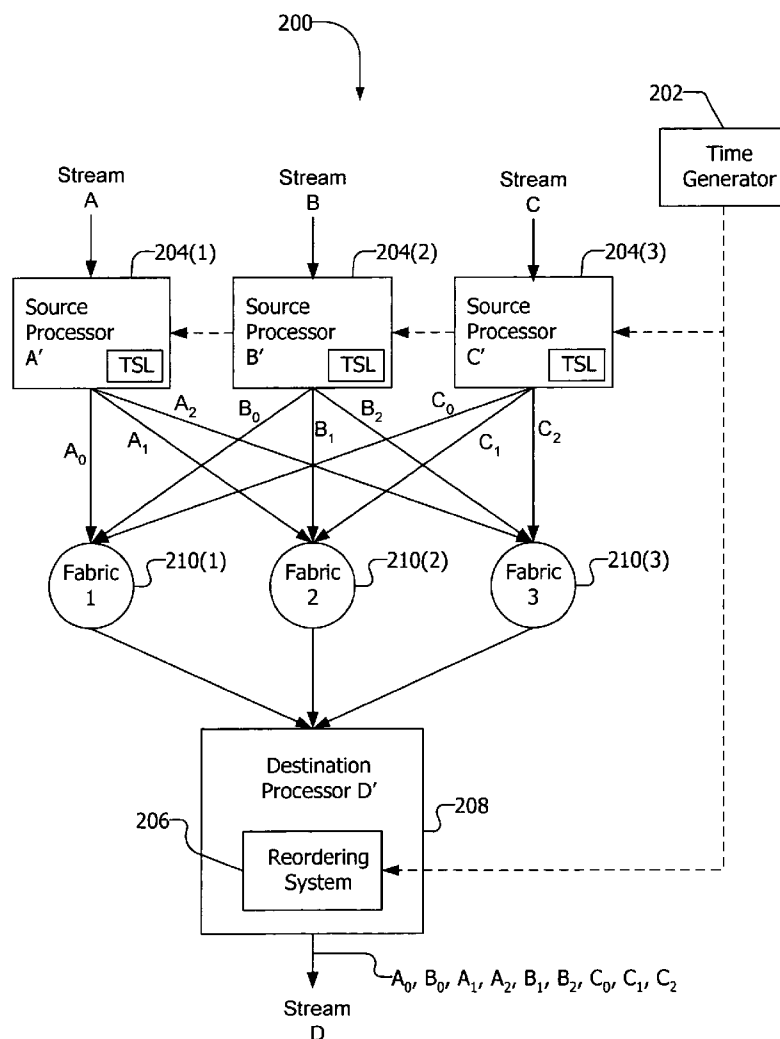 200
202
Time
Generator
Stream
A
Stream
B
Stream
C
204(1)
204(2)
204(3)
Source
Processor
A'
TSL
Source
Processor
B'
TSL
Source
Processor
C'
TSL
A₀
A₁
A₂
B₀
B₁
B₂
C₀
C₁
C₂
Fabric
1
210(1)
Fabric
2
210(2)
Fabric
3
210(3)
Destination
Processor D'
208
206
Reordering
System
A₀, B₀, A₁, A₂, B₁, B₂, C₀, C₁, C₂
Stream
D